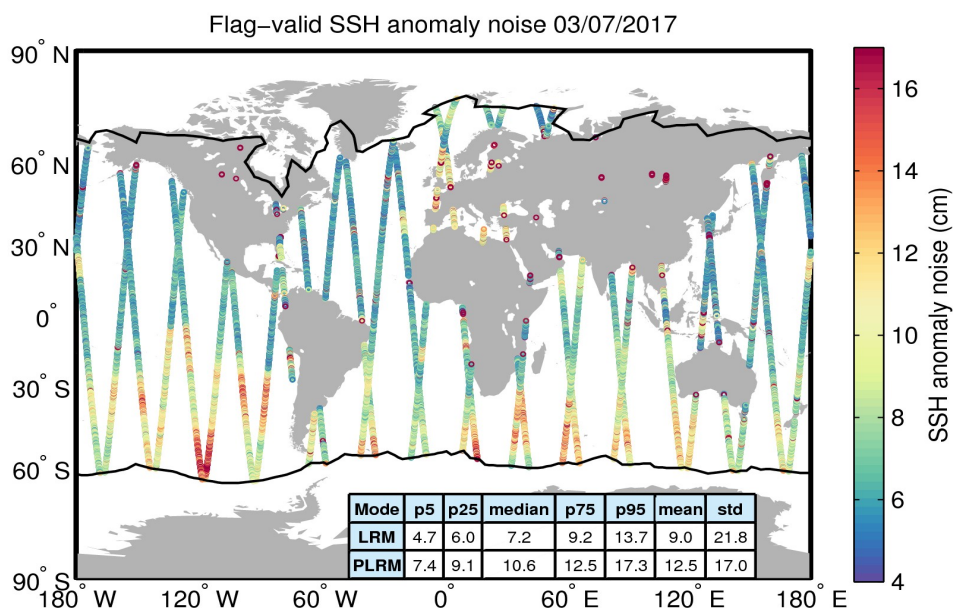 Flag−valid SSH anomaly noise 03/07/2017
90° N
60° N
30° N
0°
30° S
60° S
90° S
180° W
120° W
60° W
0°
60° E
120° E
180° E
Mode p5 p25 median p75 p95 mean std
LRM 4.7 6.0 7.2 9.2 13.7 9.0 21.8
PLRM 7.4 9.1 10.6 12.5 17.3 12.5 17.0
16
14
12
10
8
6
4
SSH anomaly noise (cm)